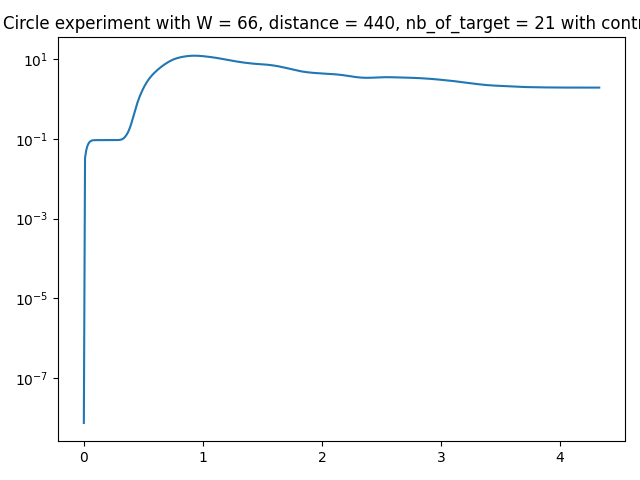 Circle experiment with W = 66, distance = 440, nb_of_target = 21 with contr
10¹
10⁻¹
10⁻³
10⁻⁵
10⁻⁷
0 1 2 3 4